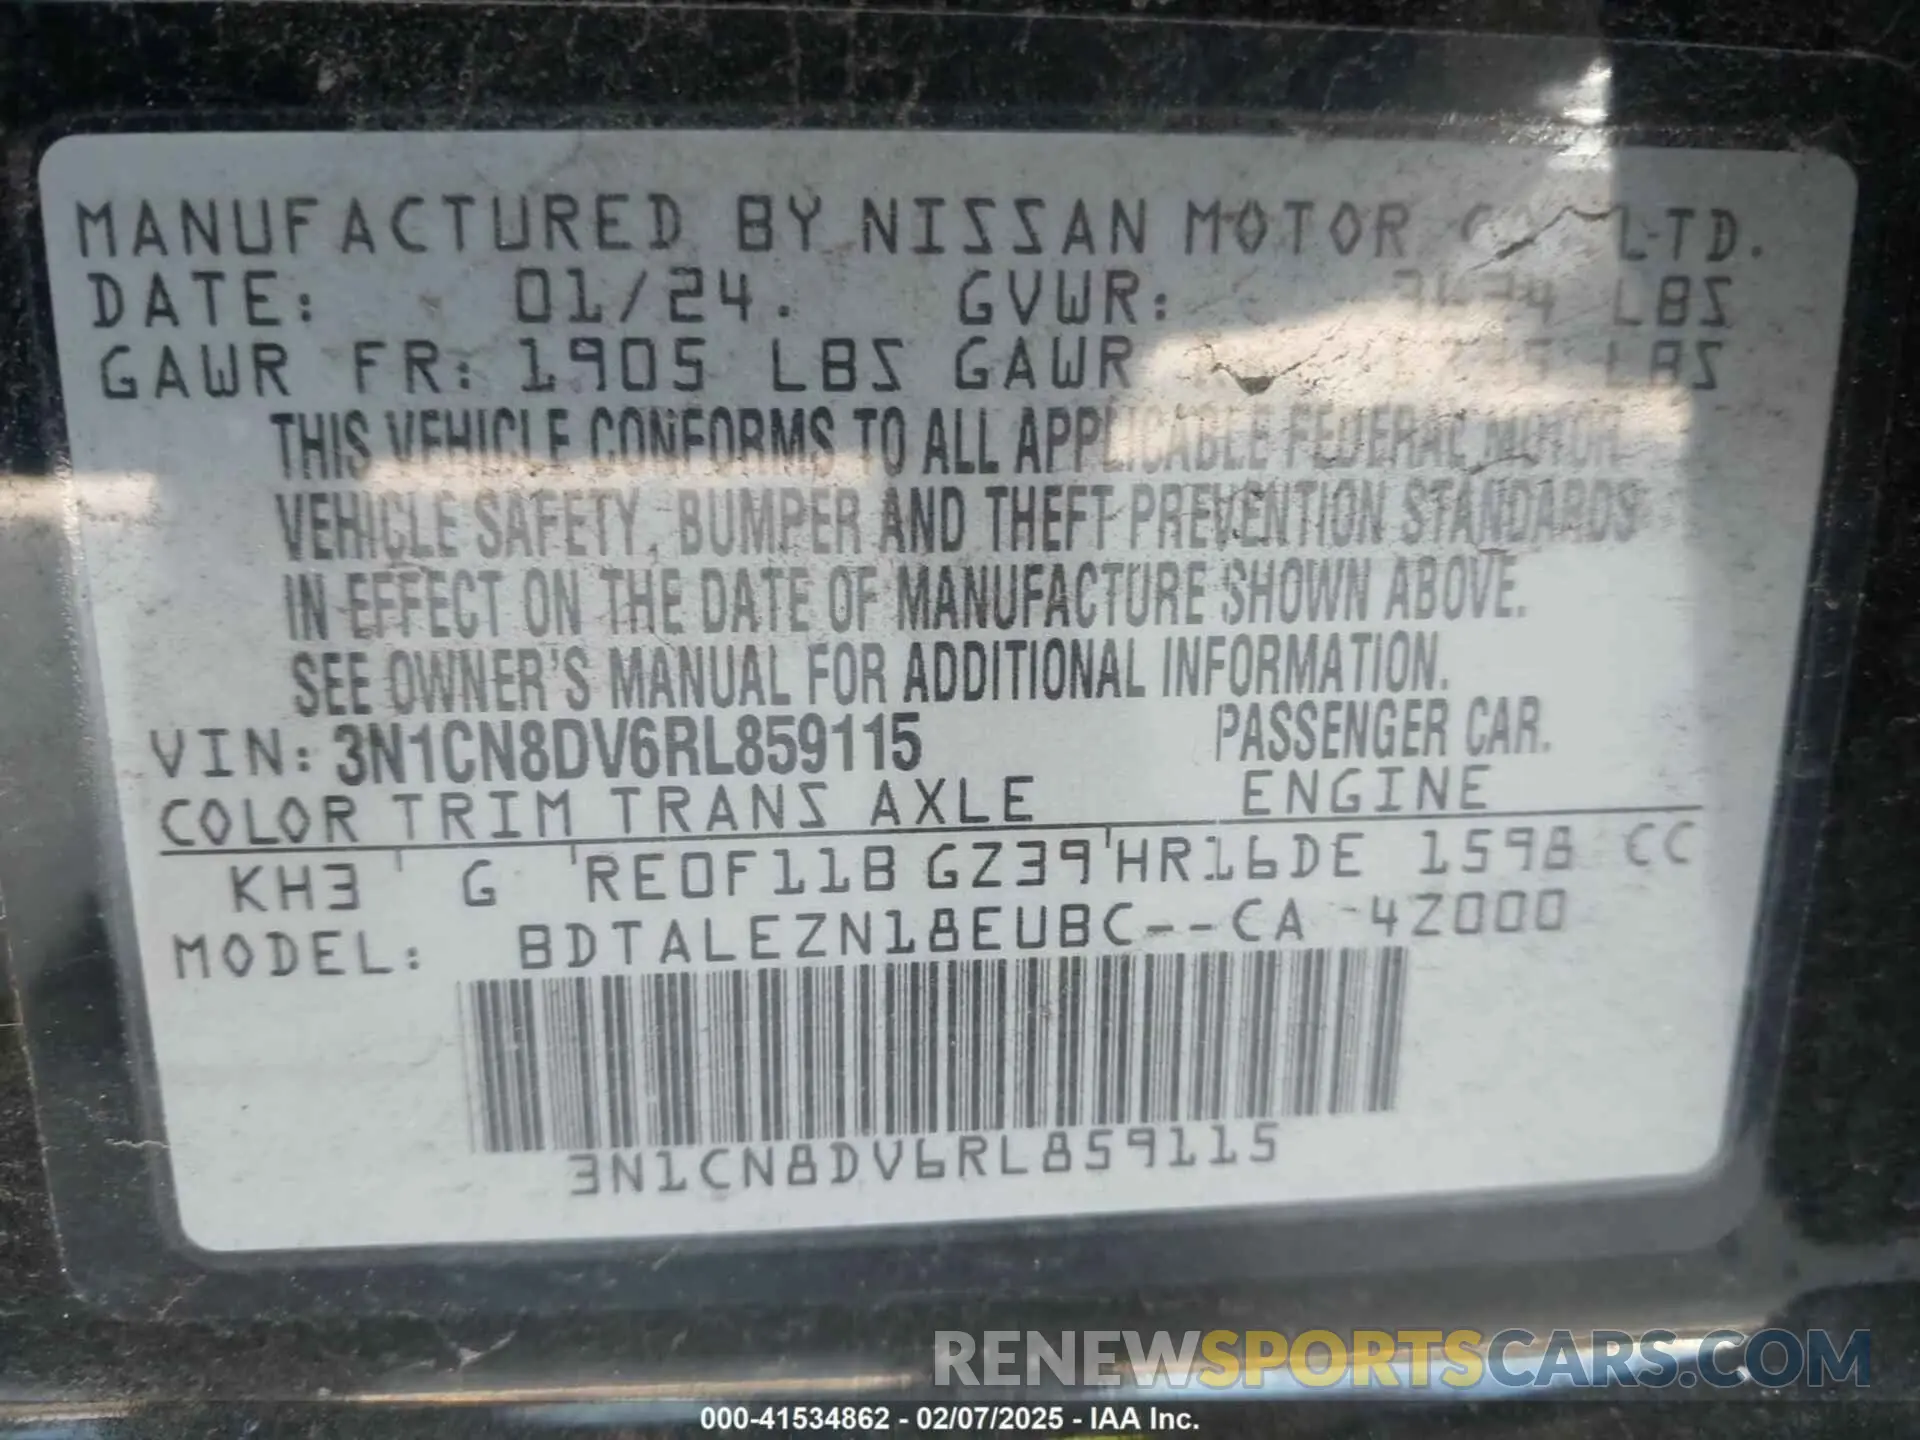 MANUFACTURED BY NISSAN MOTOR CO., LTD.
DATE: 01/24. GVWR: LBS
GAWR FR: 1905 LBS GAWR LBS
THIS VEHICLE CONFORMS TO ALL APPLICABLE FEDERAL MOTOR
VEHICLE SAFETY, BUMPER AND THEFT PREVENTION STANDARDS
IN EFFECT ON THE DATE OF MANUFACTURE SHOWN ABOVE.
SEE OWNER'S MANUAL FOR ADDITIONAL INFORMATION.
VIN: 3N1CN8DV6RL859115 PASSENGER CAR.
COLOR TRIM TRANS AXLE ENGINE
KH3 G RE0F11B GZ39 HR16DE 1598 CC
MODEL: BDTALEZN18EUBC--CA -4Z000
3N1CN8DV6RL859115
RENEWSPORTSCARS.COM
000-41534862 - 02/07/2025 - IAA Inc.